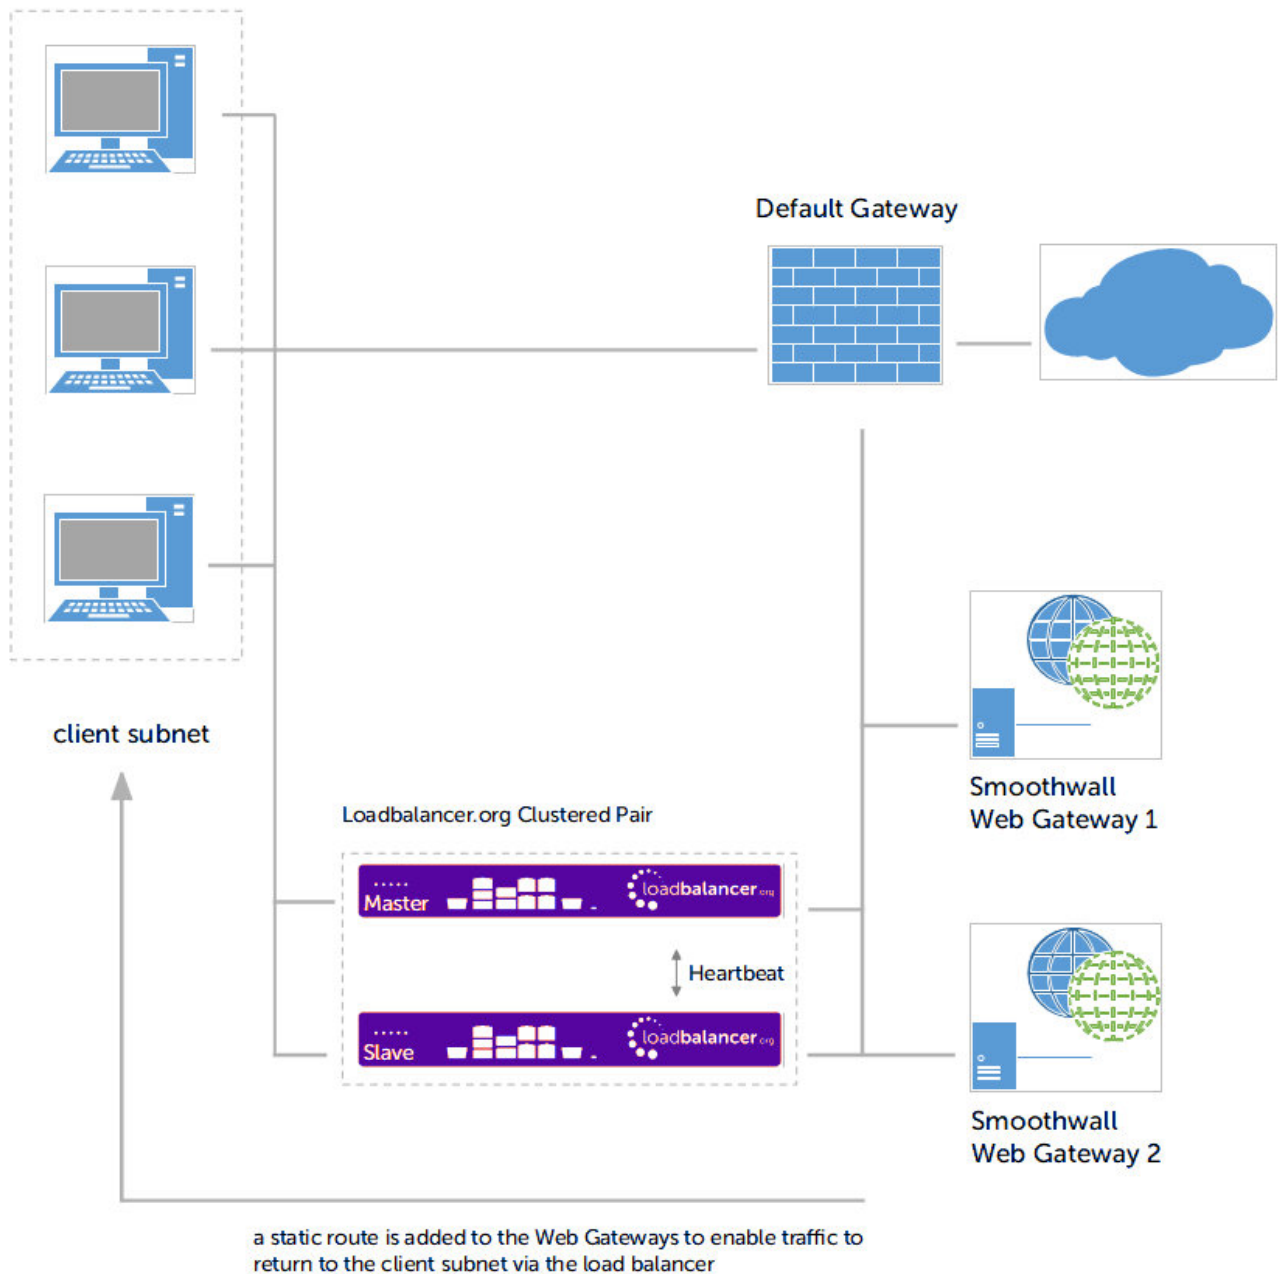 Default Gateway
client subnet
Loadbalancer.org Clustered Pair
Master
loadbalancer.org
Heartbeat
Slave
loadbalancer.org
Smoothwall
Web Gateway 1
Smoothwall
Web Gateway 2
a static route is added to the Web Gateways to enable traffic to
return to the client subnet via the load balancer